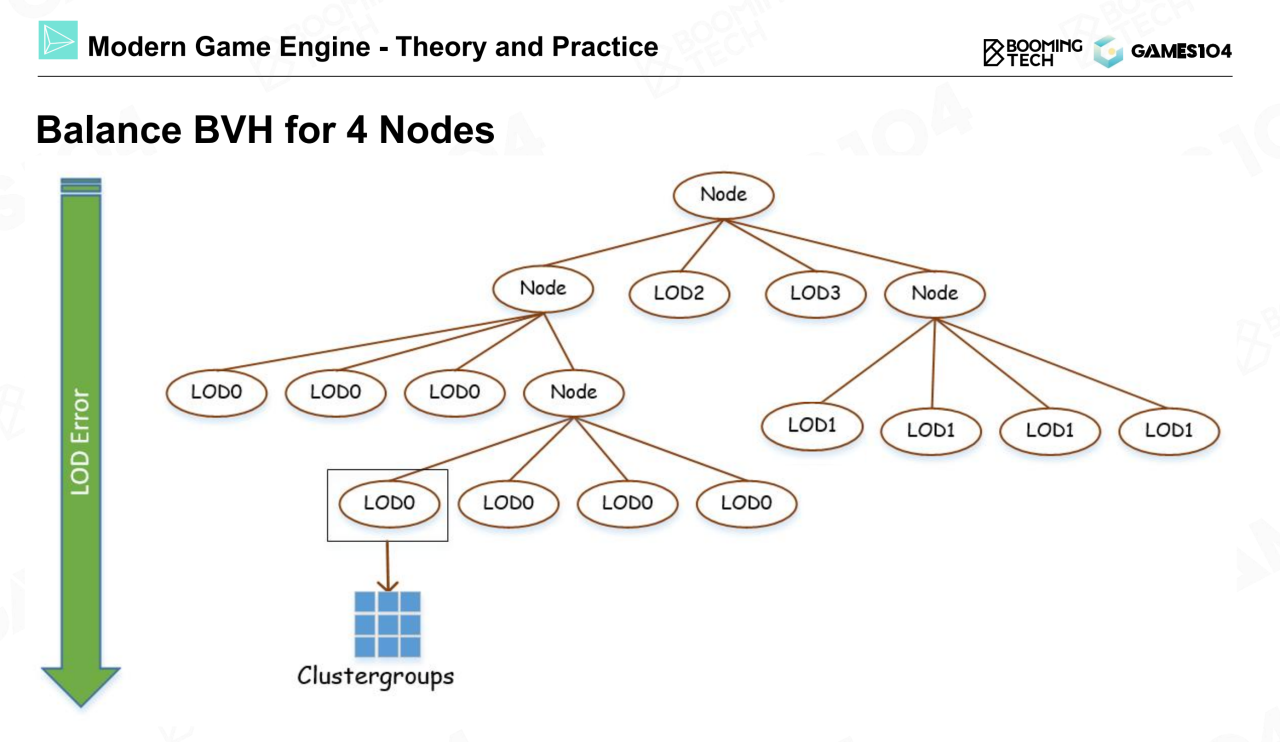 Modern Game Engine - Theory and Practice
BOOMING
TECH
GAMES104
Balance BVH for 4 Nodes
LOD Error
Node
Node
LOD2
LOD3
Node
LOD0
LOD0
LOD0
Node
LOD1
LOD1
LOD1
LOD1
LOD0
LOD0
LOD0
LOD0
Clustergroups